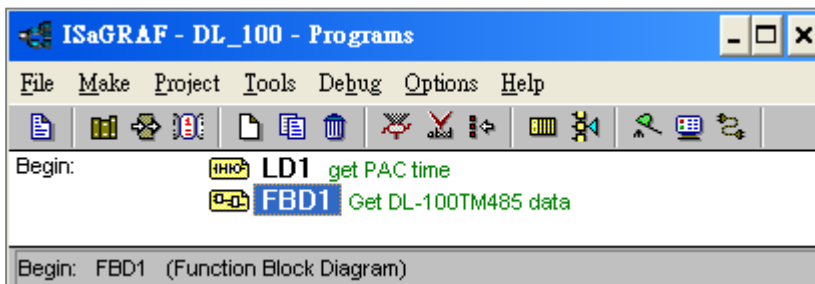 ISaGRAF - DL_100 - Programs
File Make Project Tools Debug Options Help
Begin: LD1 get PAC time
FBD1 Get DL-100TM485 data
Begin: FBD1 (Function Block Diagram)